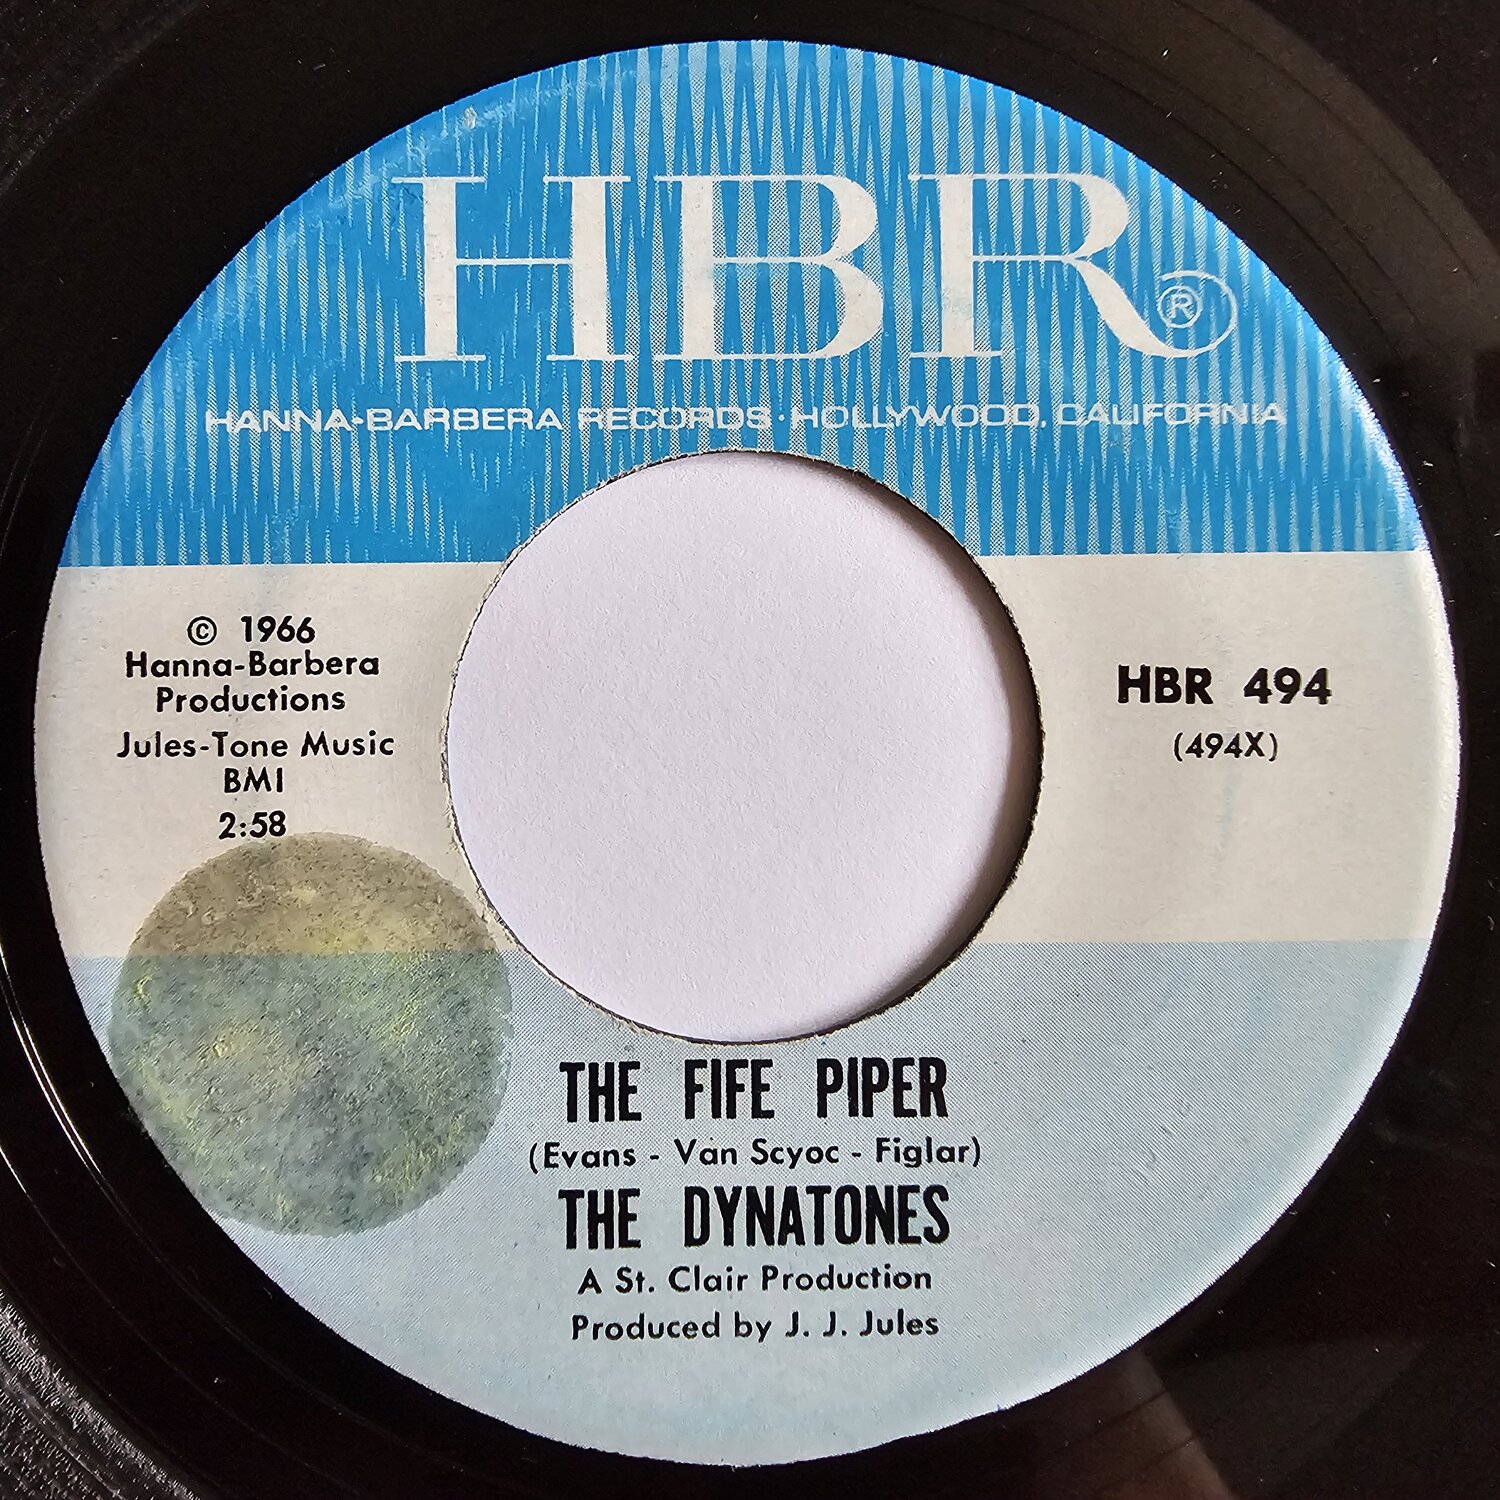 HBR®
HANNA-BARBERA RECORDS · HOLLYWOOD, CALIFORNIA
© 1966
Hanna-Barbera
Productions
Jules-Tone Music
BMI
2:58
HBR 494
(494X)
THE FIFE PIPER
(Evans - Van Scyoc - Figlar)
THE DYNATONES
A St. Clair Production
Produced by J. J. Jules